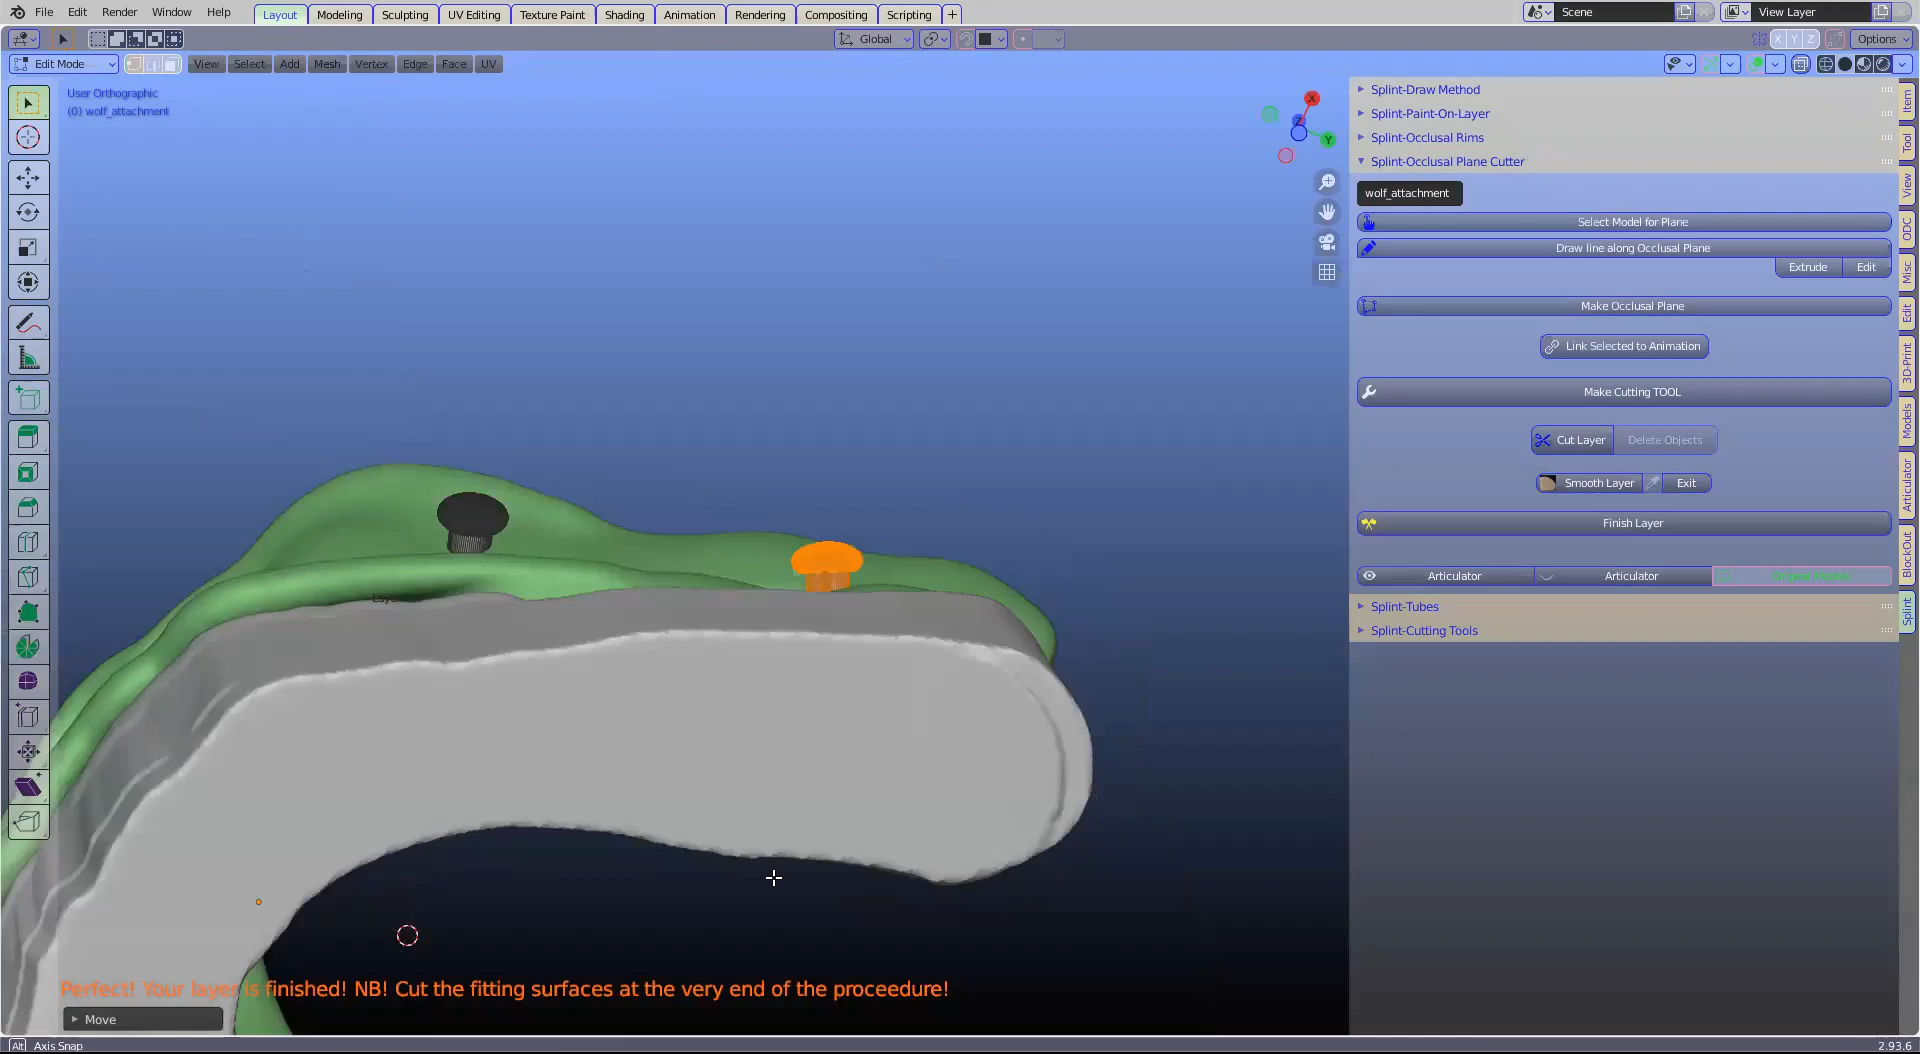 File Edit Render Window Help Layout Modeling Sculpting UV Editing Texture Paint Shading Animation Rendering Compositing Scripting + Scene View Layer
Global X Y Z Options
Edit Mode View Select Add Mesh Vertex Edge Face UV
User Orthographic
(0) wolf_attachment
X
Z
Y
Layer
Splint-Draw Method
Splint-Paint-On-Layer
Splint-Occlusal Rims
Splint-Occlusal Plane Cutter
wolf_attachment
Select Model for Plane
Draw line along Occlusal Plane
Extrude Edit
Make Occlusal Plane
Link Selected to Animation
Make Cutting TOOL
Cut Layer Delete Objects
Smooth Layer Exit
Finish Layer
Articulator Articulator
Splint-Tubes
Splint-Cutting Tools
Item
Tool
View
ODC
Misc
Edit
3D-Print
Models
Articulator
BlockOut
Splint
Perfect! Your layer is finished! NB! Cut the fitting surfaces at the very end of the proceedure!
Move
Alt Axis Snap 2.93.6